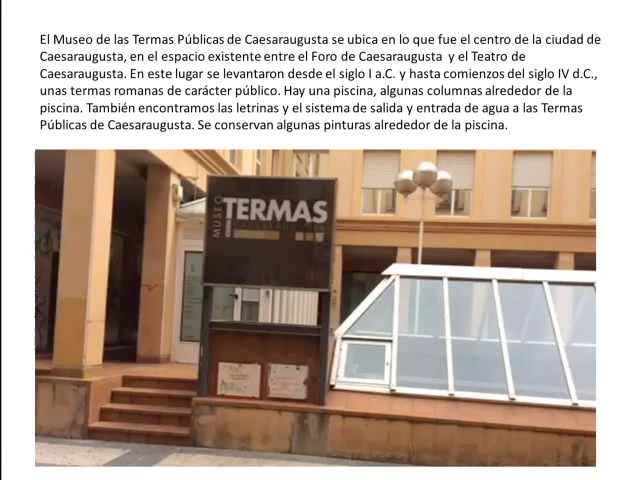 El Museo de las Termas Públicas de Caesaraugusta se ubica en lo que fue el centro de la ciudad de
Caesaraugusta, en el espacio existente entre el Foro de Caesaraugusta y el Teatro de
Caesaraugusta. En este lugar se levantaron desde el siglo I a.C. y hasta comienzos del siglo IV d.C.,
unas termas romanas de carácter público. Hay una piscina, algunas columnas alrededor de la
piscina. También encontramos las letrinas y el sistema de salida y entrada de agua a las Termas
Públicas de Caesaraugusta. Se conservan algunas pinturas alrededor de la piscina.
MUSEO
TERMAS